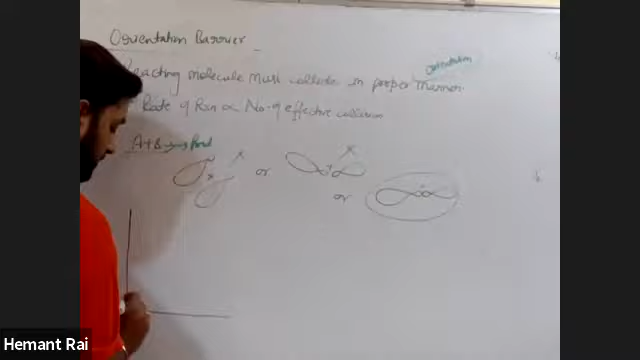 Orientation Barrier
Reacting molecule must collide in proper manner.
orientation
Rate of Rxn ∝ No. of effective collision
A+B → Prod
or
or
Hemant Rai